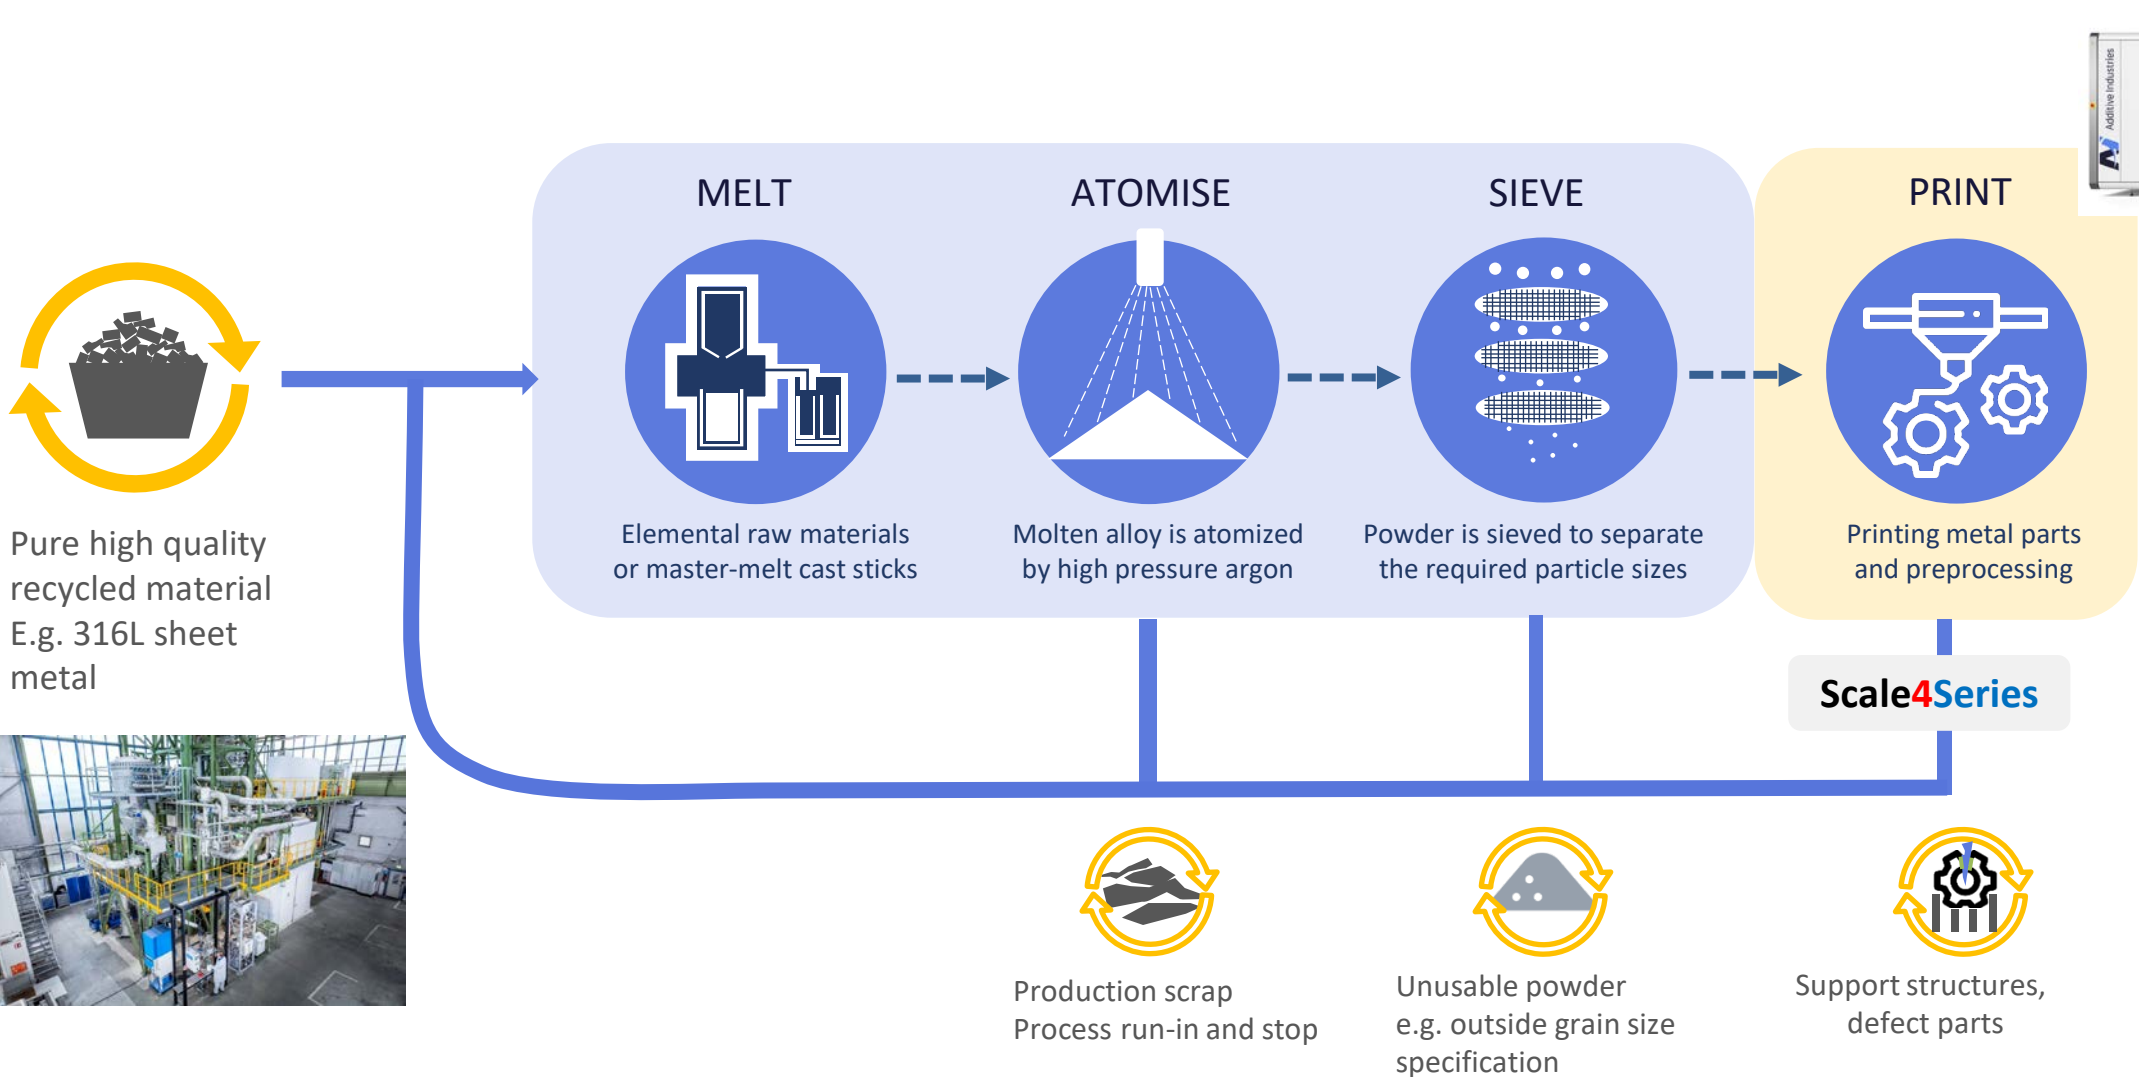 Additive Industries
MELT
ATOMISE
SIEVE
PRINT
Elemental raw materials
or master-melt cast sticks
Molten alloy is atomized
by high pressure argon
Powder is sieved to separate
the required particle sizes
Printing metal parts
and preprocessing
Pure high quality
recycled material
E.g. 316L sheet
metal
Scale4Series
Production scrap
Process run-in and stop
Unusable powder
e.g. outside grain size
specification
Support structures,
defect parts